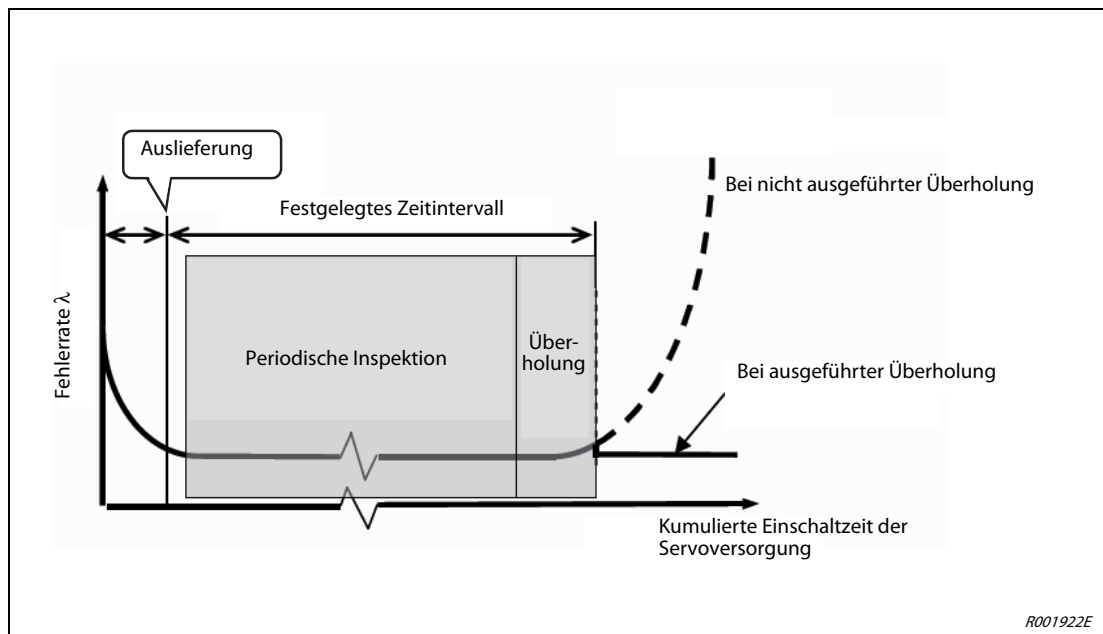 Auslieferung
Festgelegtes Zeitintervall
Bei nicht ausgeführter Überholung
Fehlerrate λ
Periodische Inspektion
Über-
holung
Bei ausgeführter Überholung
Kumulierte Einschaltzeit der
Servoversorgung
R001922E